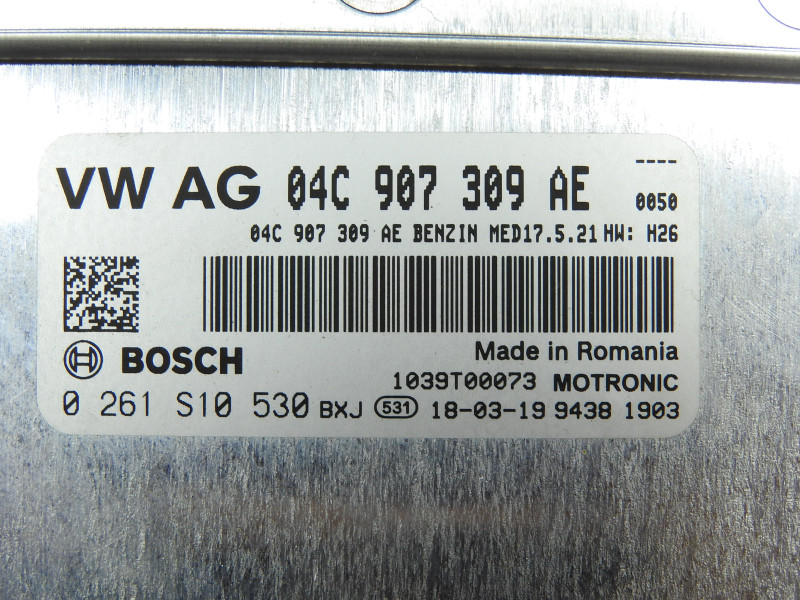 ----
VW AG 04C 907 309 AE 0050
04C 907 309 AE BENZIN MED17.5.21 HW: H26
BOSCH
Made in Romania
1039T00073 MOTRONIC
0 261 S10 530 BXJ 531 18-03-19 9438 1903